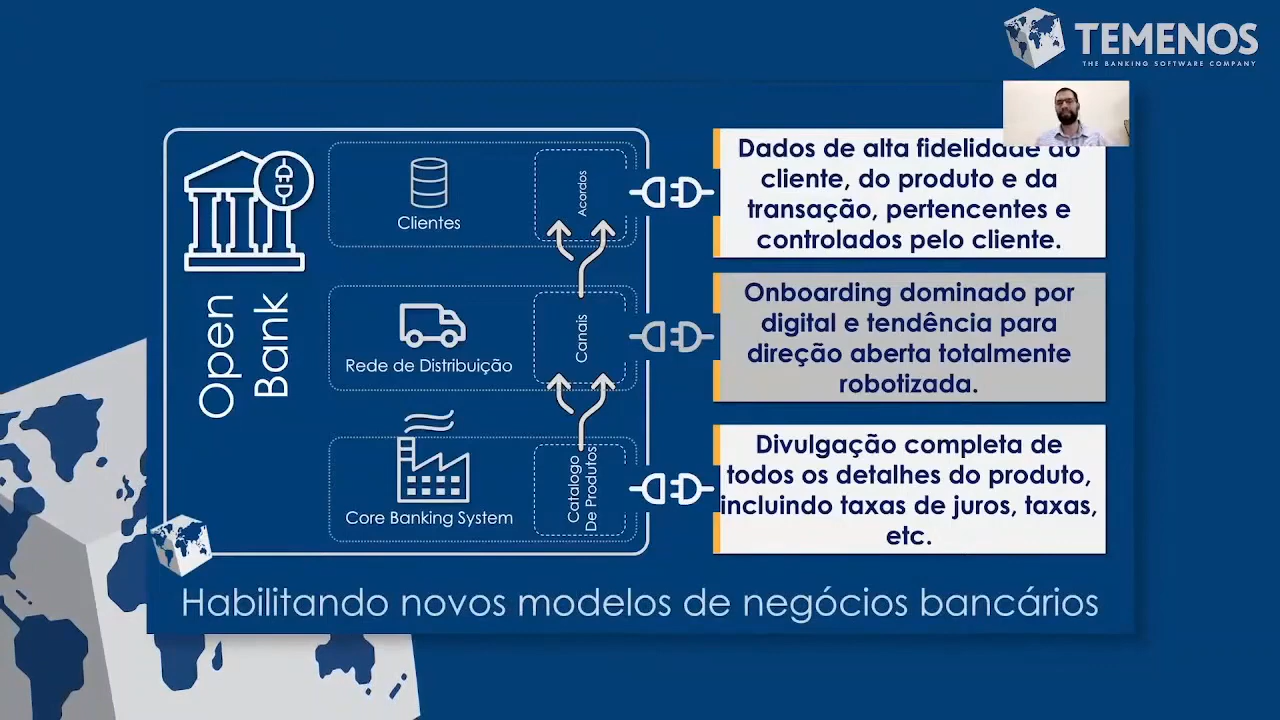 TEMENOS
THE BANKING SOFTWARE COMPANY
Open
Bank
Clientes
Acordos
Rede de Distribuição
Canais
Core Banking System
Catalogo
De Produtos
Dados de alta fidelidade do
cliente, do produto e da
transação, pertencentes e
controlados pelo cliente.
Onboarding dominado por
digital e tendência para
direção aberta totalmente
robotizada.
Divulgação completa de
todos os detalhes do produto,
incluindo taxas de juros, taxas,
etc.
Habilitando novos modelos de negócios bancários